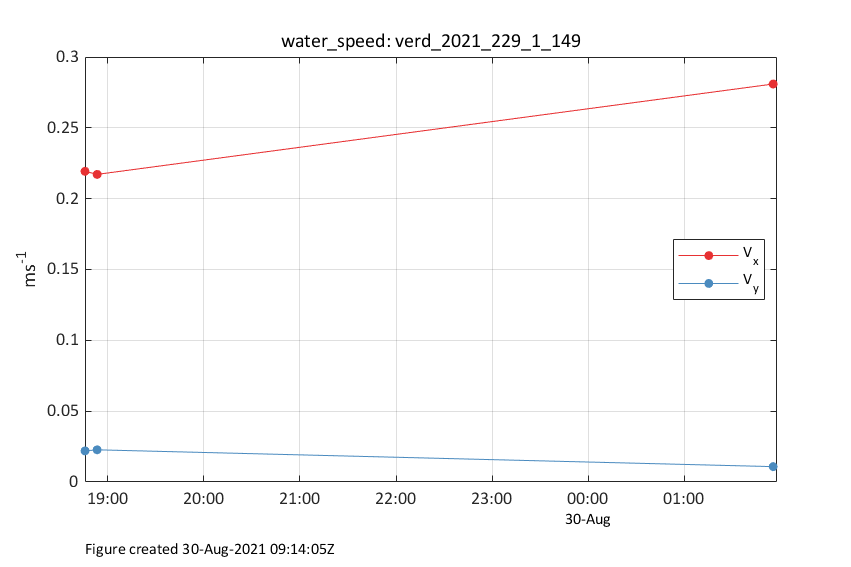 water_speed: verd_2021_229_1_149
0.3
0.25
0.2
0.15
0.1
0.05
0
ms⁻¹
Vₓ
V_y
19:00 20:00 21:00 22:00 23:00 00:00 01:00
30-Aug
Figure created 30-Aug-2021 09:14:05Z